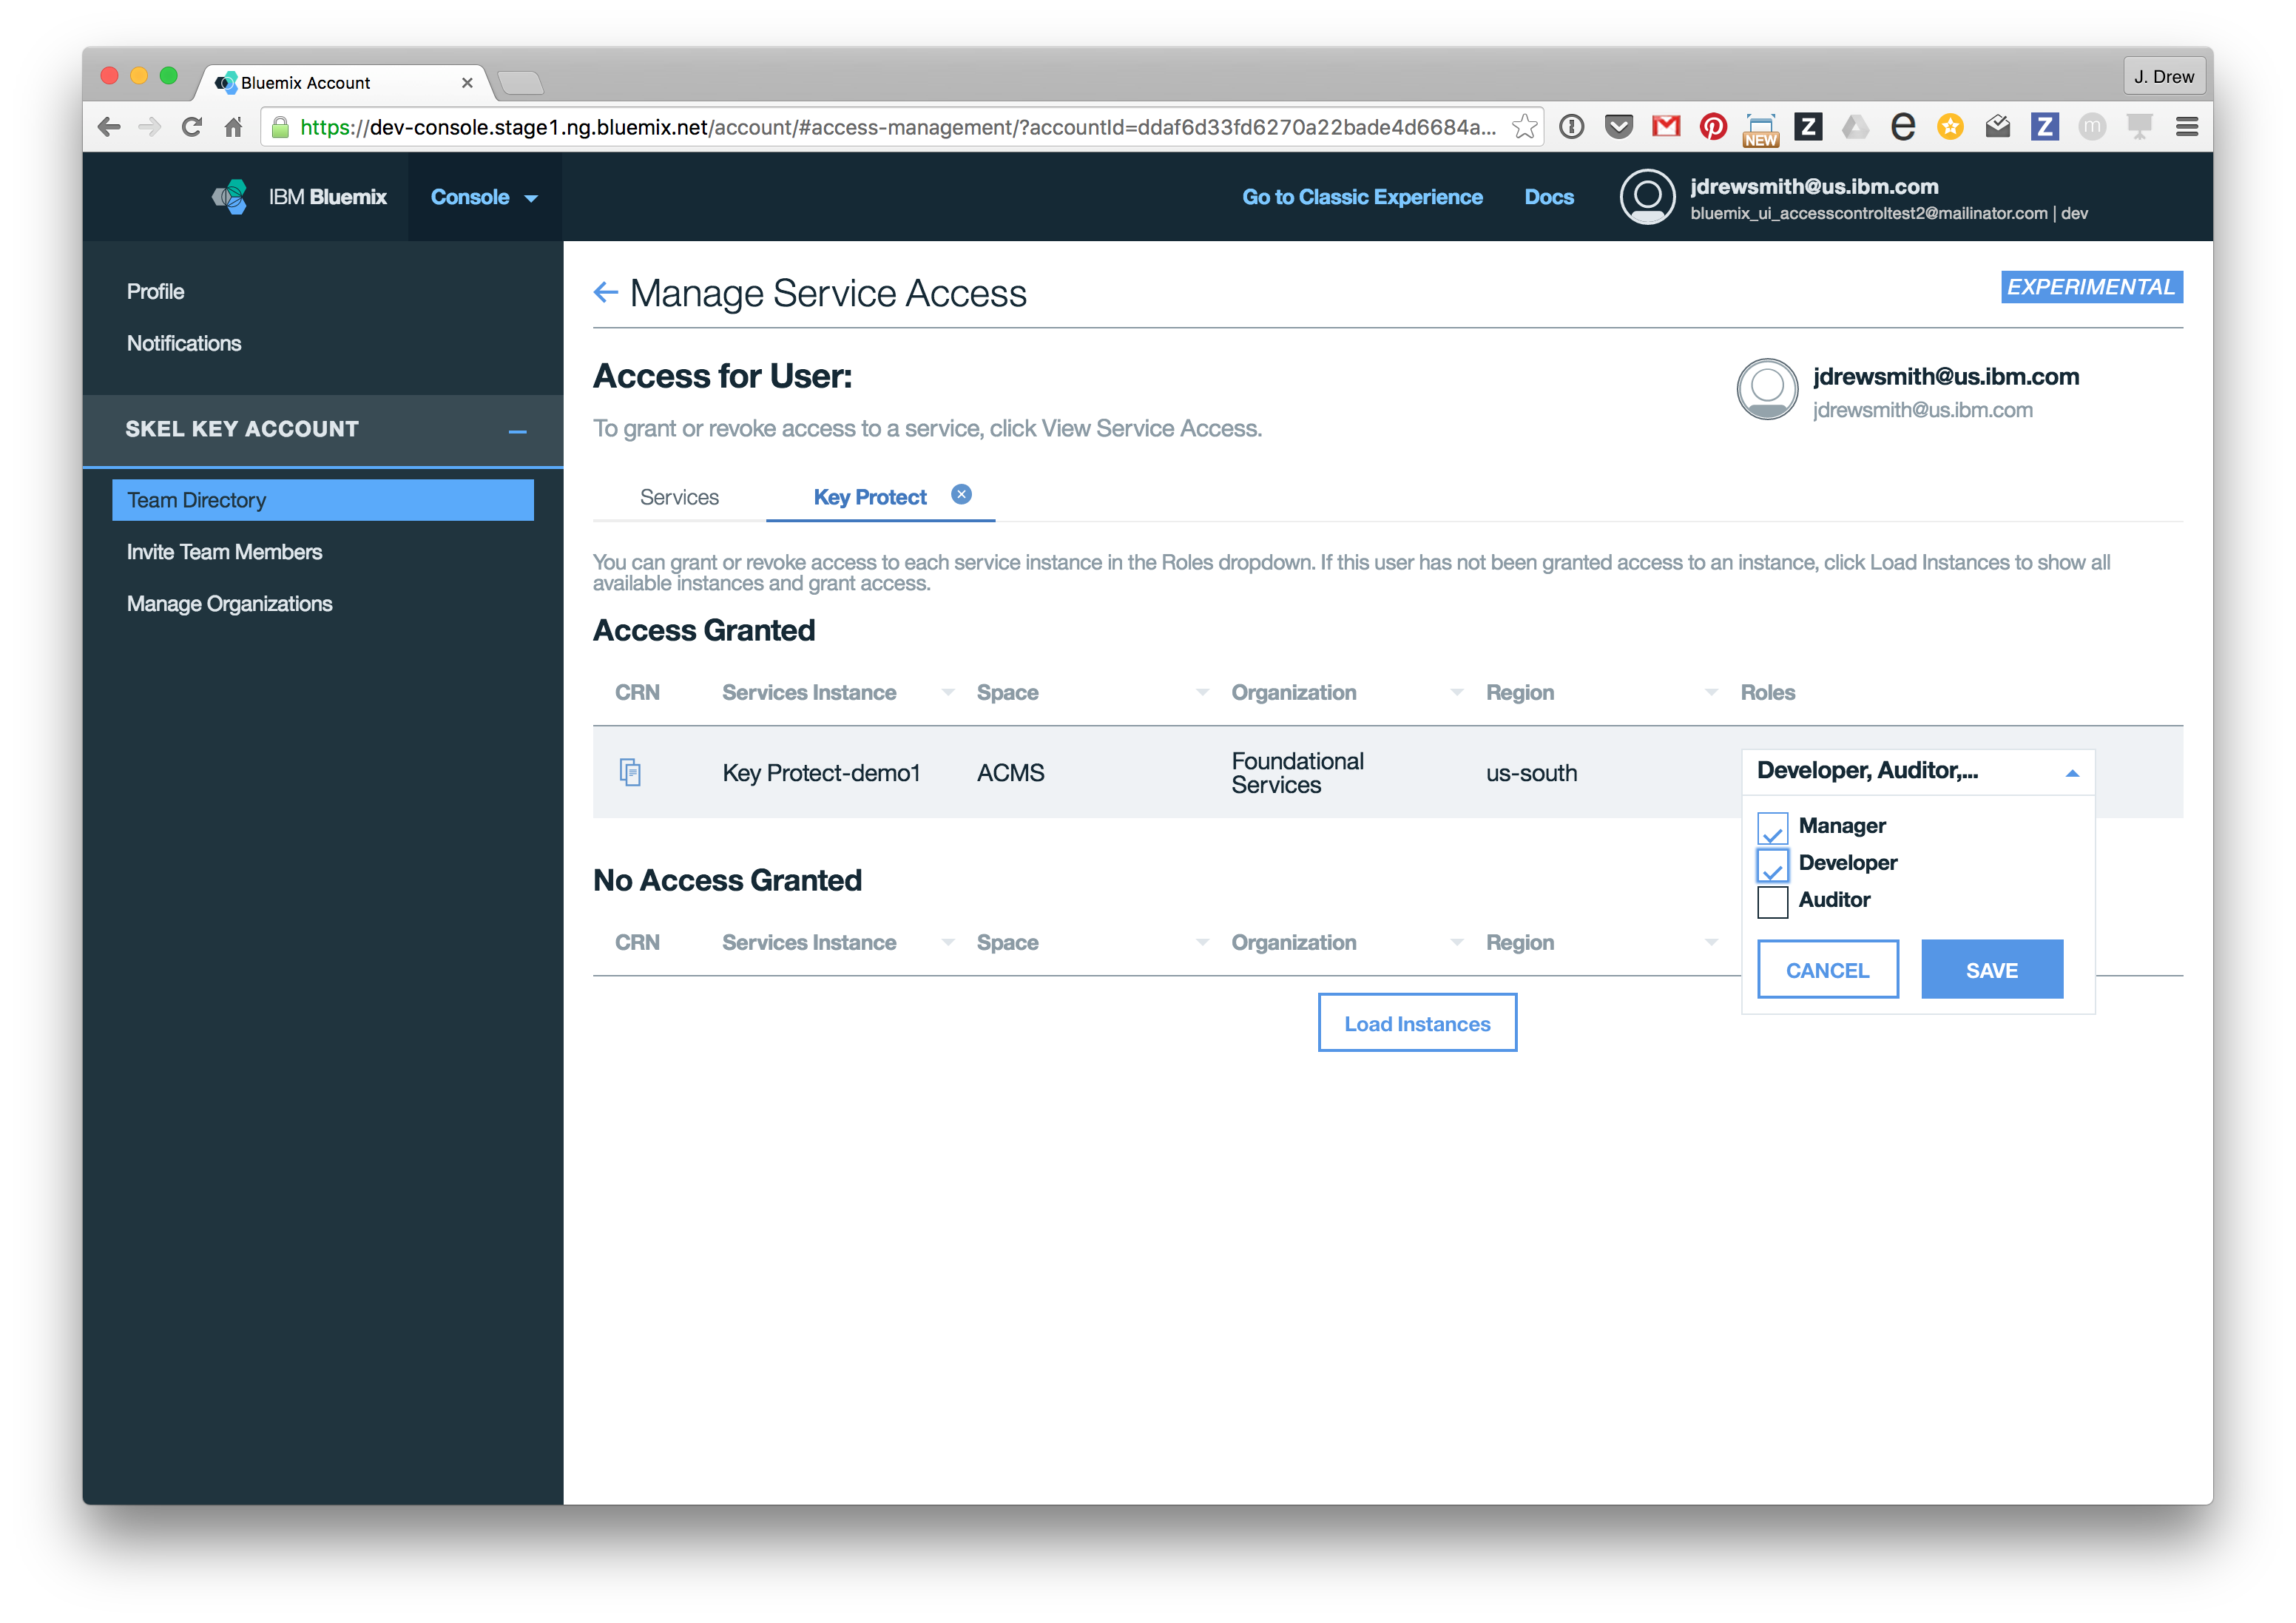 Bluemix Account
J. Drew
https://dev-console.stage1.ng.bluemix.net/account/#access-management/?accountId=ddaf6d33fd6270a22bade4d6684a...
NEW
IBM Bluemix
Console
Go to Classic Experience
Docs
jdrewsmith@us.ibm.com
bluemix_ui_accesscontroltest2@mailinator.com | dev
Profile
Notifications
SKEL KEY ACCOUNT
Team Directory
Invite Team Members
Manage Organizations
Manage Service Access
EXPERIMENTAL
Access for User:
To grant or revoke access to a service, click View Service Access.
jdrewsmith@us.ibm.com
jdrewsmith@us.ibm.com
Services
Key Protect
You can grant or revoke access to each service instance in the Roles dropdown. If this user has not been granted access to an instance, click Load Instances to show all
available instances and grant access.
Access Granted
CRN Services Instance Space Organization Region Roles
Key Protect-demo1 ACMS Foundational us-south Developer, Auditor,...
Services
Manager
Developer
Auditor
CANCEL SAVE
No Access Granted
CRN Services Instance Space Organization Region
Load Instances